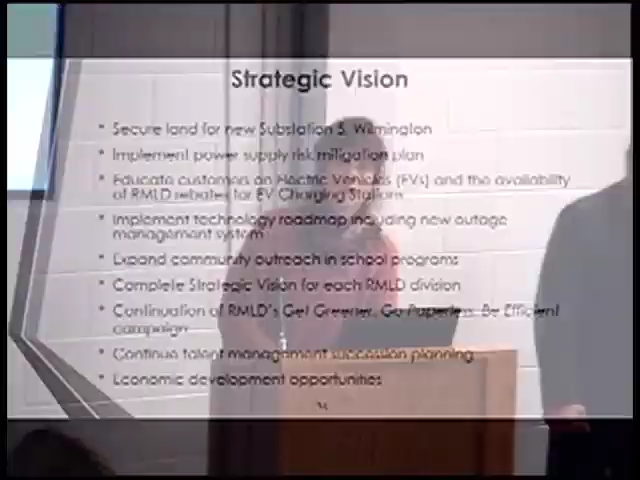 Strategic Vision
* Secure land for new Substation 5, Wilmington
* Implement power supply risk mitigation plan
* Educate customers on Electric Vehicles (EVs) and the availability
of RMLD rebates for EV Charging Stations
* Implement technology roadmap including new outage
management system
* Expand community outreach in school programs
* Complete Strategic Vision for each RMLD division
* Continuation of RMLD's Get Greener, Go Paperless, Be Efficient
campaign
* Continue talent management succession planning
* Economic development opportunities